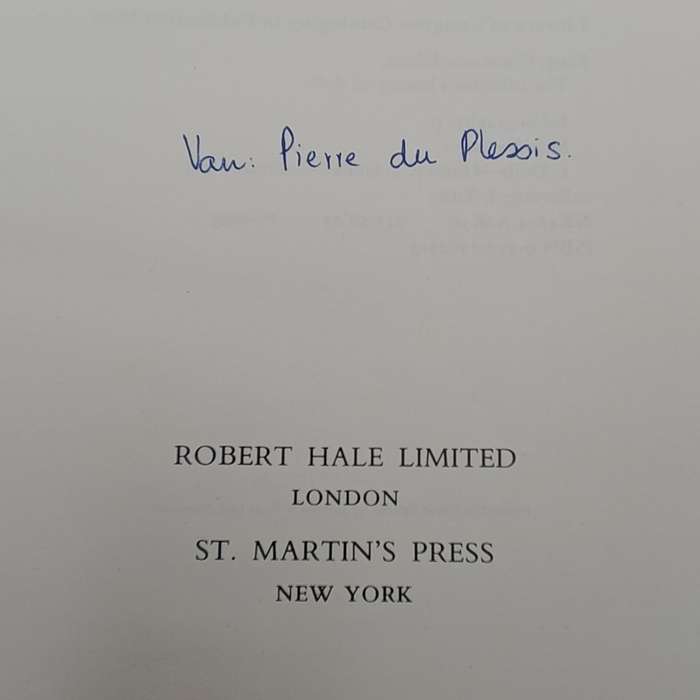 Van: Pierre du Plessis.
ROBERT HALE LIMITED
LONDON
ST. MARTIN'S PRESS
NEW YORK